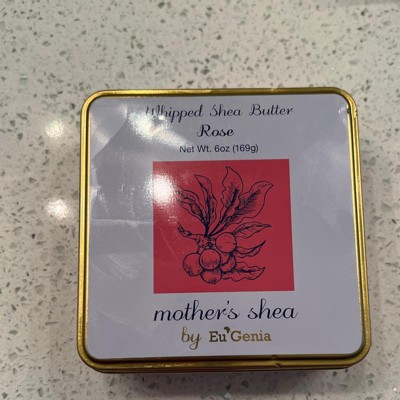 Whipped Shea Butter
Rose
Net Wt. 6oz (169g)
mother's shea
by Eu'Genia